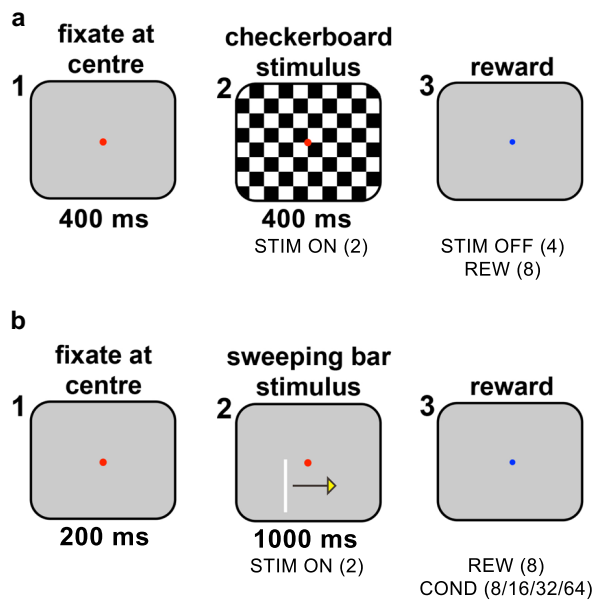 a
fixate at
centre
1
400 ms
checkerboard
stimulus
2
400 ms
STIM ON (2)
reward
3
STIM OFF (4)
REW (8)
b
fixate at
centre
1
200 ms
sweeping bar
stimulus
2
1000 ms
STIM ON (2)
reward
3
REW (8)
COND (8/16/32/64)